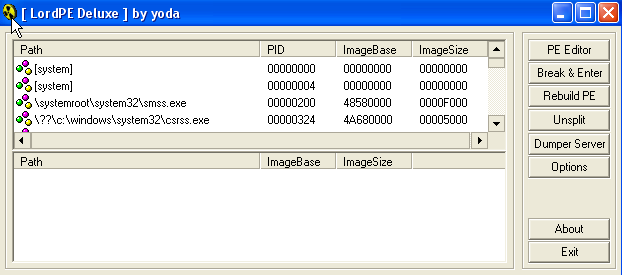 [ LordPE Deluxe ] by yoda
Path PID ImageBase ImageSize
[system] 00000000 00000000 00000000
[system] 00000004 00000000 00000000
\systemroot\system32\smss.exe 00000200 48580000 0000F000
\??\c:\windows\system32\csrss.exe 00000324 4A680000 00005000
Path ImageBase ImageSize
PE Editor
Break & Enter
Rebuild PE
Unsplit
Dumper Server
Options
About
Exit